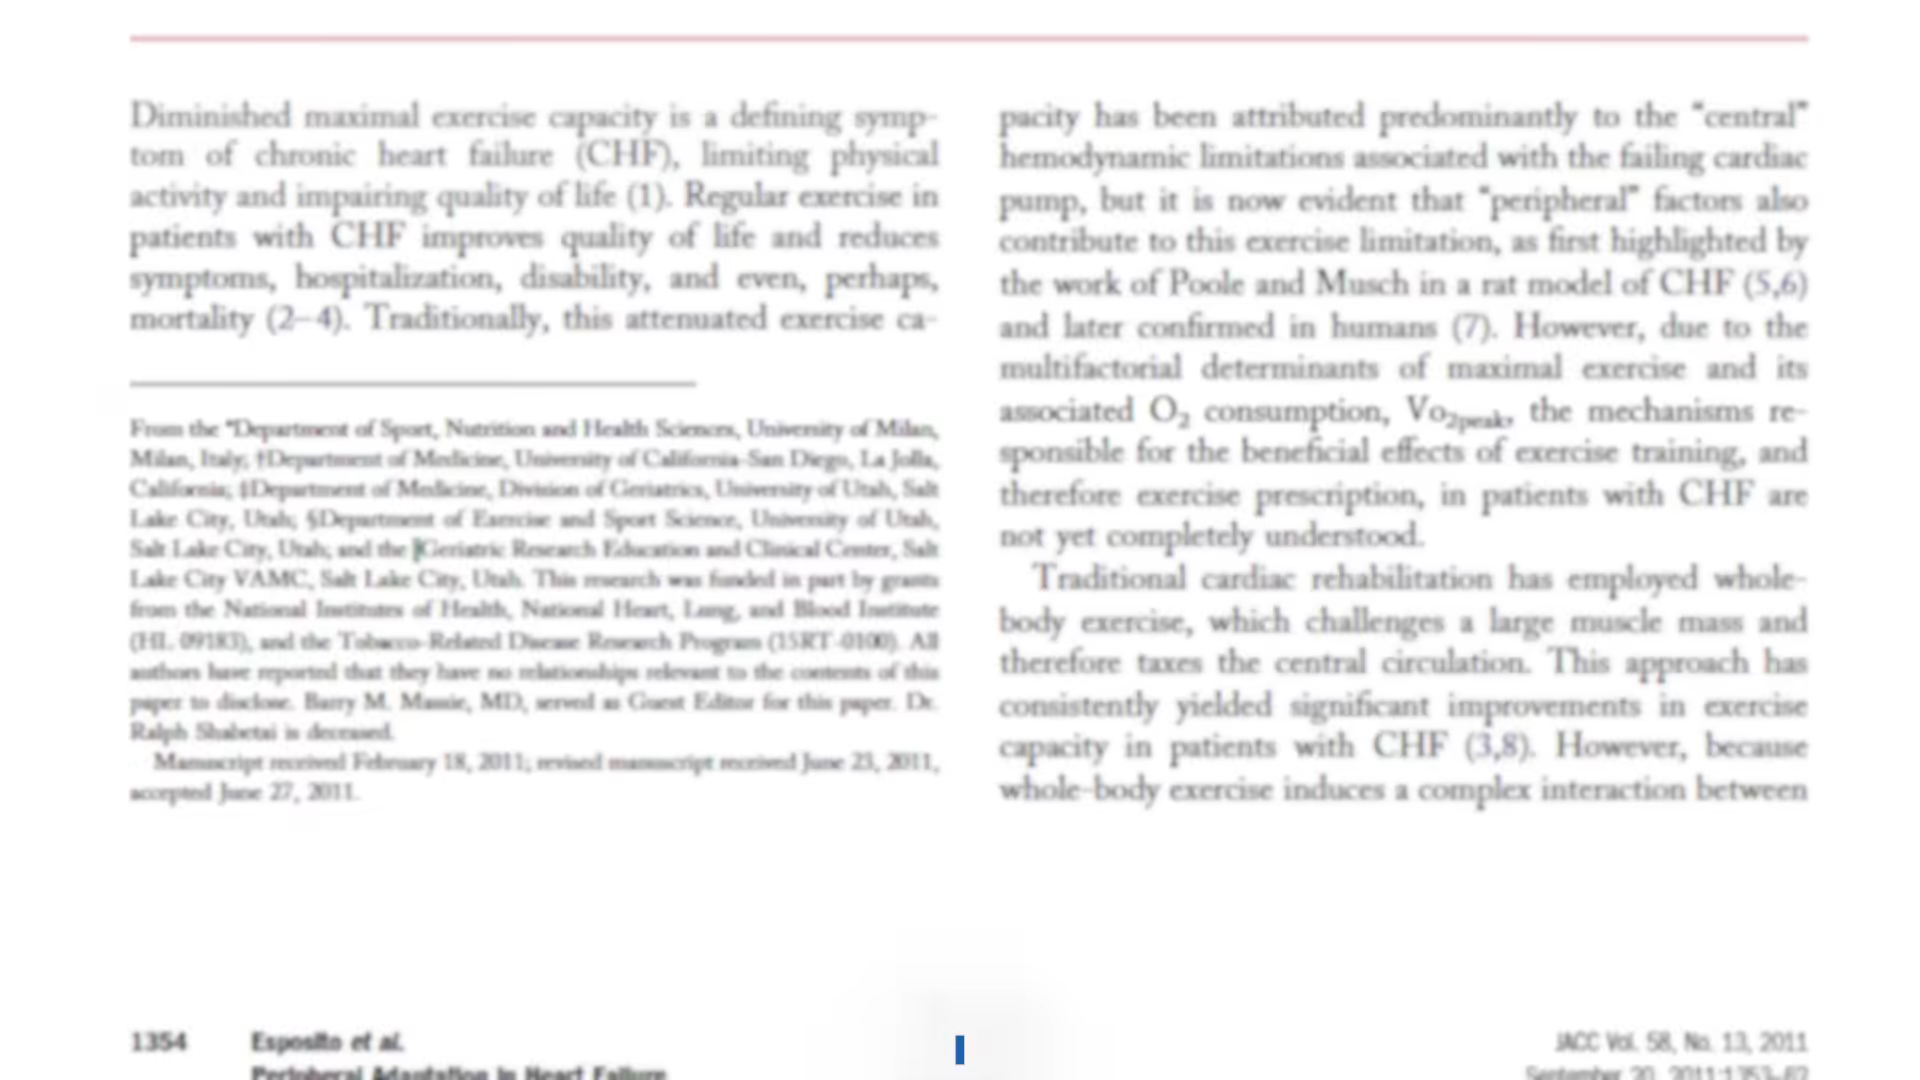 Diminished maximal exercise capacity is a defining symp-
tom of chronic heart failure (CHF), limiting physical
activity and impairing quality of life (1). Regular exercise in
patients with CHF improves quality of life and reduces
symptoms, hospitalization, disability, and even, perhaps,
mortality (2–4). Traditionally, this attenuated exercise ca-
From the *Department of Sport, Nutrition and Health Sciences, University of Milan,
Milan, Italy; †Department of Medicine, University of California-San Diego, La Jolla,
California; ‡Department of Medicine, Division of Geriatrics, University of Utah, Salt
Lake City, Utah; §Department of Exercise and Sport Science, University of Utah,
Salt Lake City, Utah; and the ‖Geriatric Research Education and Clinical Center, Salt
Lake City VAMC, Salt Lake City, Utah. This research was funded in part by grants
from the National Institutes of Health, National Heart, Lung, and Blood Institute
(HL 09183), and the Tobacco-Related Disease Research Program (15RT-0100). All
authors have reported that they have no relationships relevant to the contents of this
paper to disclose. Barry M. Massie, MD, served as Guest Editor for this paper. Dr.
Ralph Shabetai is deceased.
Manuscript received February 18, 2011; revised manuscript received June 23, 2011,
accepted June 27, 2011.
pacity has been attributed predominantly to the “central”
hemodynamic limitations associated with the failing cardiac
pump, but it is now evident that “peripheral” factors also
contribute to this exercise limitation, as first highlighted by
the work of Poole and Musch in a rat model of CHF (5,6)
and later confirmed in humans (7). However, due to the
multifactorial determinants of maximal exercise and its
associated O₂ consumption, Vo₂peak, the mechanisms re-
sponsible for the beneficial effects of exercise training, and
therefore exercise prescription, in patients with CHF are
not yet completely understood.
Traditional cardiac rehabilitation has employed whole-
body exercise, which challenges a large muscle mass and
therefore taxes the central circulation. This approach has
consistently yielded significant improvements in exercise
capacity in patients with CHF (3,8). However, because
whole-body exercise induces a complex interaction between
1354 Esposito et al.
Peripheral Adaptation in Heart Failure
JACC Vol. 58, No. 13, 2011
September 20, 2011:1353–62